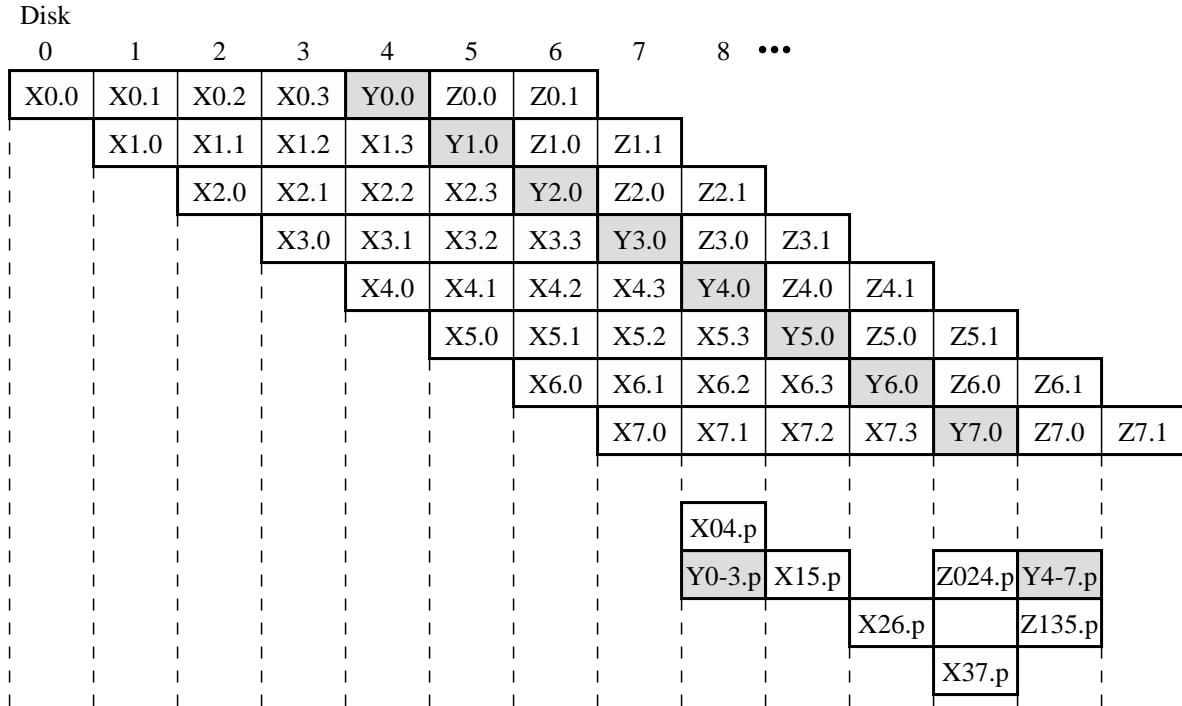 Disk
0 1 2 3 4 5 6 7 8 •••
X0.0 X0.1 X0.2 X0.3 Y0.0 Z0.0 Z0.1
X1.0 X1.1 X1.2 X1.3 Y1.0 Z1.0 Z1.1
X2.0 X2.1 X2.2 X2.3 Y2.0 Z2.0 Z2.1
X3.0 X3.1 X3.2 X3.3 Y3.0 Z3.0 Z3.1
X4.0 X4.1 X4.2 X4.3 Y4.0 Z4.0 Z4.1
X5.0 X5.1 X5.2 X5.3 Y5.0 Z5.0 Z5.1
X6.0 X6.1 X6.2 X6.3 Y6.0 Z6.0 Z6.1
X7.0 X7.1 X7.2 X7.3 Y7.0 Z7.0 Z7.1
X04.p
Y0-3.p X15.p Z024.p Y4-7.p
X26.p Z135.p
X37.p